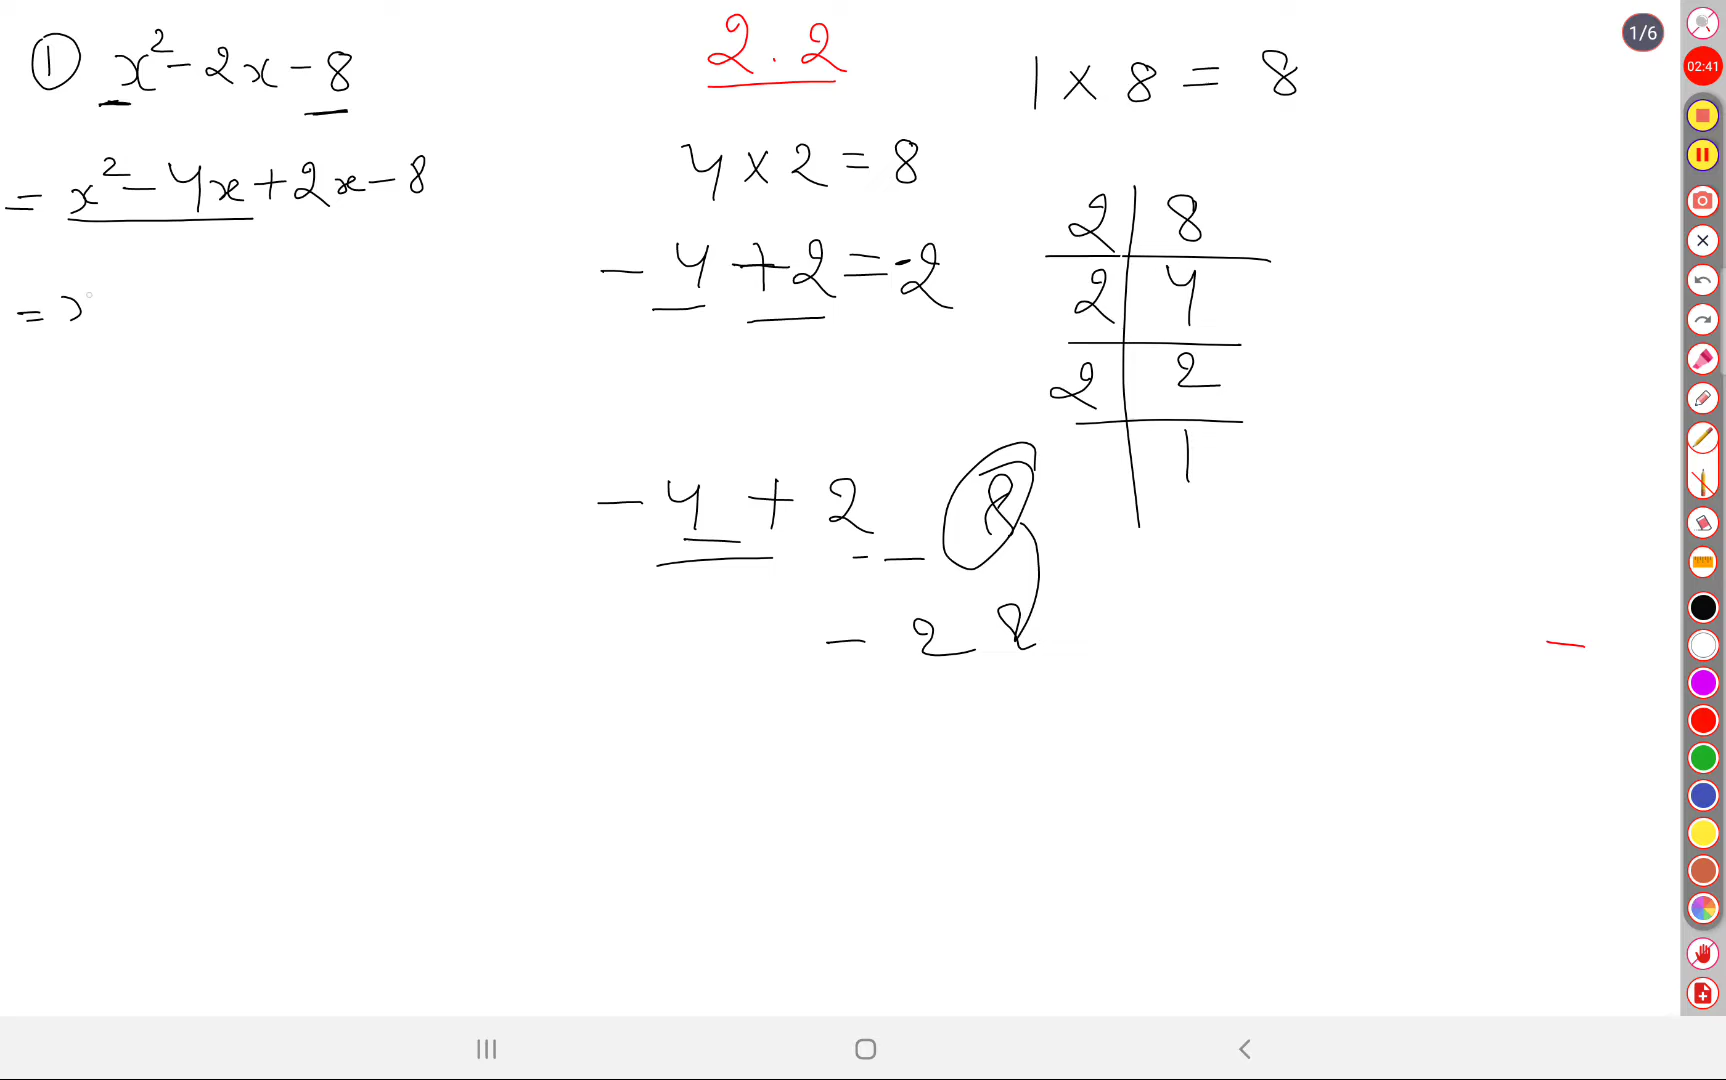 ① x² - 2x - 8
= x² - 4x + 2x - 8
=
2.2
4 × 2 = 8
- 4 + 2 = -2
1 × 8 = 8
2 | 8
2 | 4
2 | 2
1
- 4 + 2 - 8
- 2 2
1/6
02:41